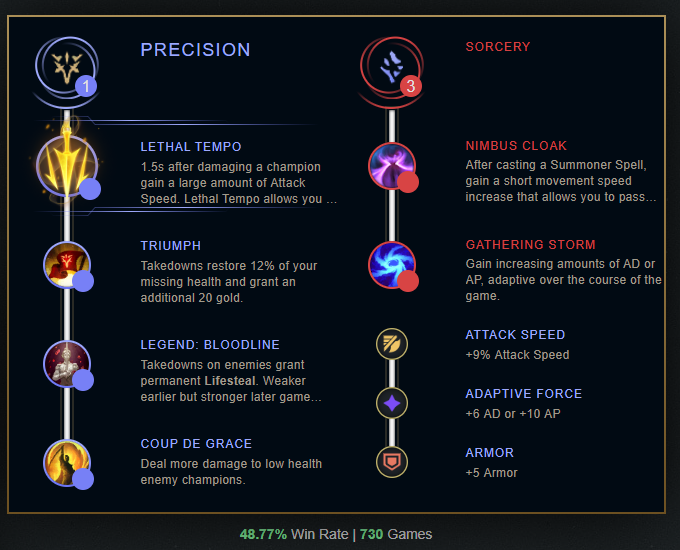 PRECISION
1
LETHAL TEMPO
1.5s after damaging a champion
gain a large amount of Attack
Speed. Lethal Tempo allows you ...
TRIUMPH
Takedowns restore 12% of your
missing health and grant an
additional 20 gold.
LEGEND: BLOODLINE
Takedowns on enemies grant
permanent Lifesteal. Weaker
earlier but stronger later game...
COUP DE GRACE
Deal more damage to low health
enemy champions.
SORCERY
3
NIMBUS CLOAK
After casting a Summoner Spell,
gain a short movement speed
increase that allows you to pass...
GATHERING STORM
Gain increasing amounts of AD or
AP, adaptive over the course of the
game.
ATTACK SPEED
+9% Attack Speed
ADAPTIVE FORCE
+6 AD or +10 AP
ARMOR
+5 Armor
48.77% Win Rate | 730 Games